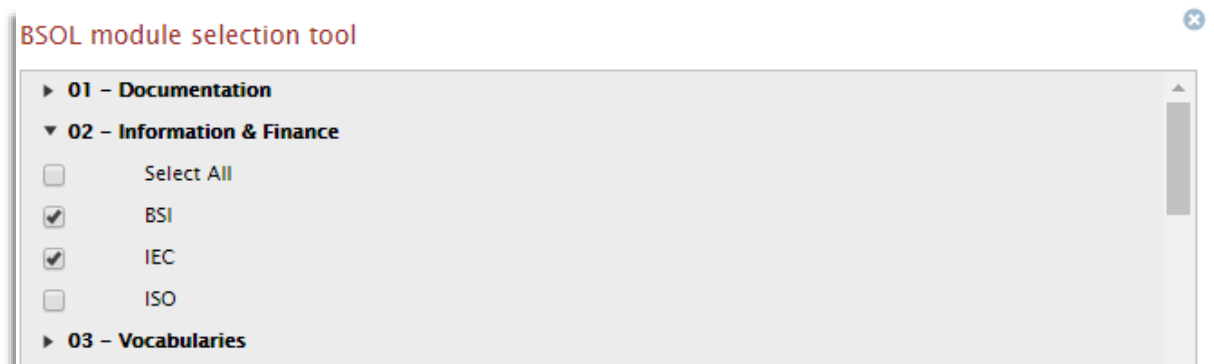 BSOL module selection tool
01 – Documentation
02 – Information & Finance
Select All
BSI
IEC
ISO
03 – Vocabularies